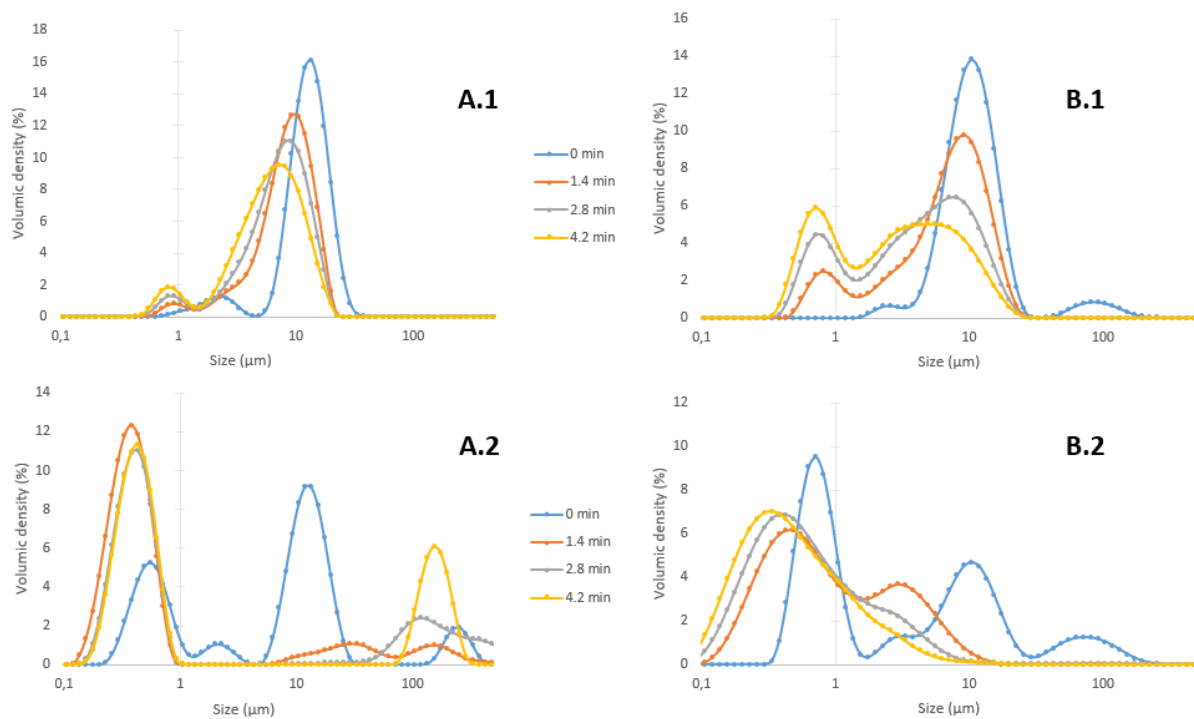 18
16
14
12
10
8
6
4
2
0
Volumic density (%)
0,1 1 10 100
Size (µm)
A.1
0 min
1.4 min
2.8 min
4.2 min
16
14
12
10
8
6
4
2
0
Volumic density (%)
0,1 1 10 100
Size (µm)
B.1
14
12
10
8
6
4
2
0
Volumic density (%)
0,1 1 10 100
Size (µm)
A.2
0 min
1.4 min
2.8 min
4.2 min
12
10
8
6
4
2
0
Volumic density (%)
0,1 1 10 100
Size (µm)
B.2